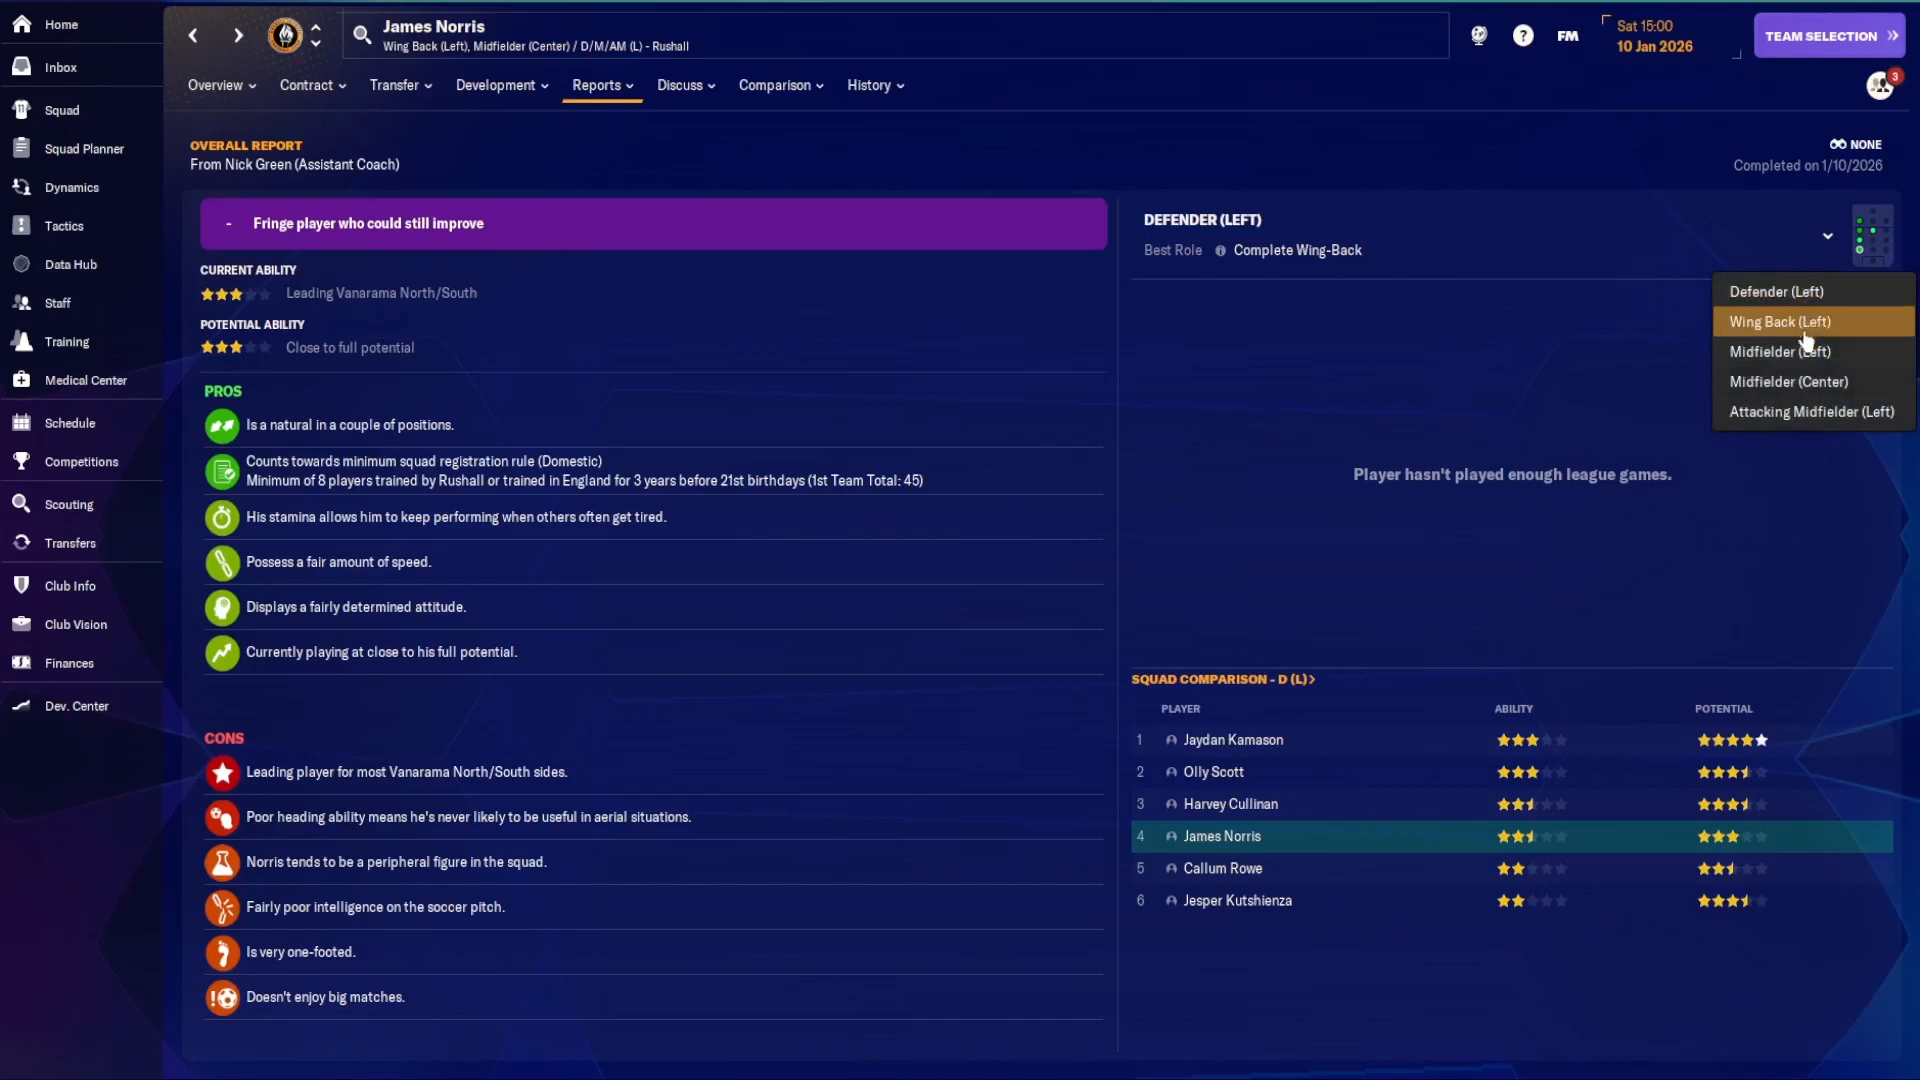 Home
Inbox
Squad
Squad Planner
Dynamics
Tactics
Data Hub
Staff
Training
Medical Center
Schedule
Competitions
Scouting
Transfers
Club Info
Club Vision
Finances
Dev. Center
James Norris
Wing Back (Left), Midfielder (Center) / D/M/AM (L) - Rushall
?
FM
Sat 15:00
10 Jan 2026
TEAM SELECTION
3
Overview
Contract
Transfer
Development
Reports
Discuss
Comparison
History
OVERALL REPORT
From Nick Green (Assistant Coach)
NONE
Completed on 1/10/2026
- Fringe player who could still improve
CURRENT ABILITY
Leading Vanarama North/South
POTENTIAL ABILITY
Close to full potential
PROS
Is a natural in a couple of positions.
Counts towards minimum squad registration rule (Domestic)
Minimum of 8 players trained by Rushall or trained in England for 3 years before 21st birthdays (1st Team Total: 45)
His stamina allows him to keep performing when others often get tired.
Possess a fair amount of speed.
Displays a fairly determined attitude.
Currently playing at close to his full potential.
CONS
Leading player for most Vanarama North/South sides.
Poor heading ability means he's never likely to be useful in aerial situations.
Norris tends to be a peripheral figure in the squad.
Fairly poor intelligence on the soccer pitch.
Is very one-footed.
Doesn't enjoy big matches.
DEFENDER (LEFT)
Best Role Complete Wing-Back
Defender (Left)
Wing Back (Left)
Midfielder (Left)
Midfielder (Center)
Attacking Midfielder (Left)
Player hasn't played enough league games.
SQUAD COMPARISON - D (L)>
PLAYER ABILITY POTENTIAL
1 Jaydan Kamason
2 Olly Scott
3 Harvey Cullinan
4 James Norris
5 Callum Rowe
6 Jesper Kutshienza